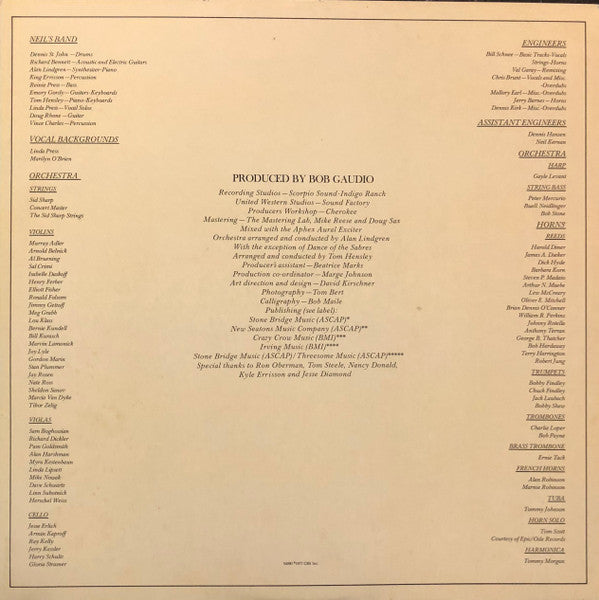 NEIL'S BAND
Dennis St. John—Drums
Richard Bennett—Acoustic and Electric Guitars
Alan Lindgren—Synthesizer-Piano
King Errisson—Percussion
Reinie Press—Bass
Emory Gordy—Guitars-Keyboards
Tom Hensley—Piano-Keyboards
Linda Press—Vocal Solos
Doug Rhone—Guitar
Vince Charles—Percussion
VOCAL BACKGROUNDS
Linda Press
Marilyn O'Brien
ORCHESTRA
STRINGS
Sid Sharp
Concert Master
The Sid Sharp Strings
VIOLINS
Murray Adler
Arnold Belnick
Al Bruening
Sal Crimi
Isabelle Daskoff
Henry Ferber
Elliott Fisher
Ronald Folsom
Jimmy Getzoff
Meg Grubb
Lou Klass
Bernie Kundell
Bill Kurasch
Marvin Limonick
Joy Lyle
Gordon Marin
Stan Plummer
Jay Rosen
Nate Ross
Sheldon Sanov
Marcia Van Dyke
Tibor Zelig
VIOLAS
Sam Boghossian
Richard Dickler
Pam Goldsmith
Alan Harshman
Myra Kestenbaum
Linda Lipsett
Mike Nowak
Dave Schwartz
Linn Subotnick
Herschel Weiss
CELLO
Jesse Erlich
Armin Kaproff
Ray Kelly
Jerry Kessler
Harry Schultz
Gloria Strassner
PRODUCED BY BOB GAUDIO
Recording Studios—Scorpio Sound-Indigo Ranch
United Western Studios—Sound Factory
Producers Workshop—Cherokee
Mastering—The Mastering Lab, Mike Reese and Doug Sax
Mixed with the Aphex Aural Exciter
Orchestra arranged and conducted by Alan Lindgren
With the exception of Dance of the Sabres
Arranged and conducted by Tom Hensley
Producer's assistant—Beatrice Marks
Production co-ordinator—Marge Johnson
Art direction and design—David Kirschner
Photography—Tom Bert
Calligraphy—Bob Maile
Publishing (see label):
Stone Bridge Music (ASCAP)*
New Seatons Music Company (ASCAP)**
Crazy Crow Music (BMI)***
Irving Music (BMI)****
Stone Bridge Music (ASCAP)/Threesome Music (ASCAP)*****
Special thanks to Ron Oberman, Tom Steele, Nancy Donald,
Kyle Errisson and Jesse Diamond
ENGINEERS
Bill Schnee—Basic Tracks-Vocals
Strings-Horns
Val Garay—Remixing
Chris Brunt—Vocals and Misc.
-Overdubs
Mallory Earl—Misc.-Overdubs
Jerry Barnes—Horns
Dennis Kirk—Misc.-Overdubs
ASSISTANT ENGINEERS
Dennis Hansen
Neil Kernan
ORCHESTRA
HARP
Gayle Levant
STRING BASS
Peter Mercurio
Buell Neidlinger
Bob Stone
HORNS
REEDS
Harold Diner
James A. Decker
Dick Hyde
Barbara Korn
Steven P. Madaio
Arthur N. Maebe
Lew McCreary
Oliver E. Mitchell
Brian Dennis O'Connor
William R. Perkins
Johnny Rotella
Anthony Terran
George B. Thatcher
Bob Hardaway
Terry Harrington
Robert Jung
TRUMPETS
Bobby Findley
Chuck Findley
Jack Laubach
Bobby Shew
TROMBONES
Charlie Loper
Bob Payne
BRASS TROMBONE
Ernie Tack
FRENCH HORNS
Alan Robinson
Marnie Robinson
TUBA
Tommy Johnson
HORN SOLO
Tom Scott
Courtesy of Epic/Ode Records
HARMONICA
Tommy Morgan